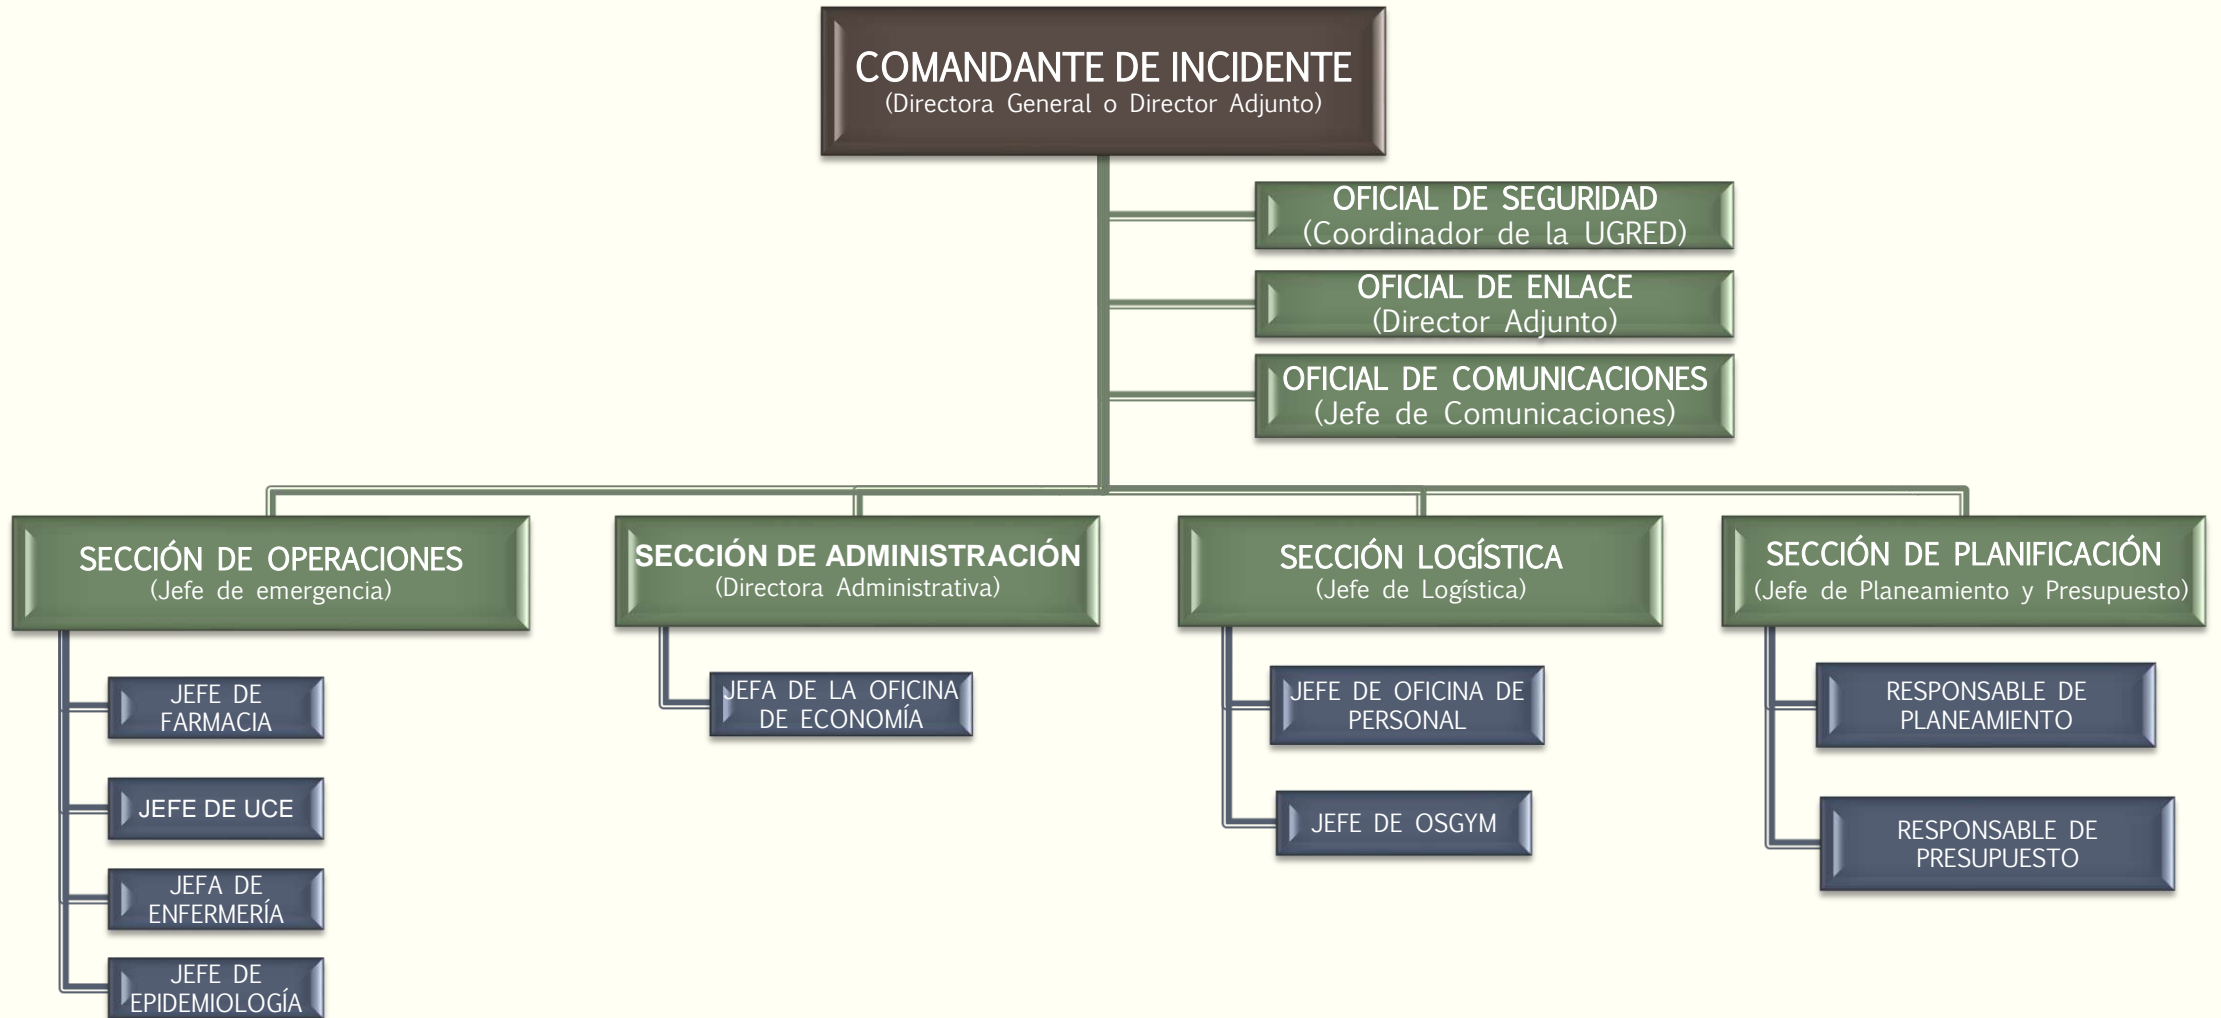 COMANDANTE DE INCIDENTE
(Directora General o Director Adjunto)
OFICIAL DE SEGURIDAD
(Coordinador de la UGRED)
OFICIAL DE ENLACE
(Director Adjunto)
OFICIAL DE COMUNICACIONES
(Jefe de Comunicaciones)
SECCIÓN DE OPERACIONES
(Jefe de emergencia)
JEFE DE
FARMACIA
JEFE DE UCE
JEFA DE
ENFERMERÍA
JEFE DE
EPIDEMIOLOGÍA
SECCIÓN DE ADMINISTRACIÓN
(Directora Administrativa)
JEFA DE LA OFICINA
DE ECONOMÍA
SECCIÓN LOGÍSTICA
(Jefe de Logística)
JEFE DE OFICINA DE
PERSONAL
JEFE DE OSGYM
SECCIÓN DE PLANIFICACIÓN
(Jefe de Planeamiento y Presupuesto)
RESPONSABLE DE
PLANEAMIENTO
RESPONSABLE DE
PRESUPUESTO